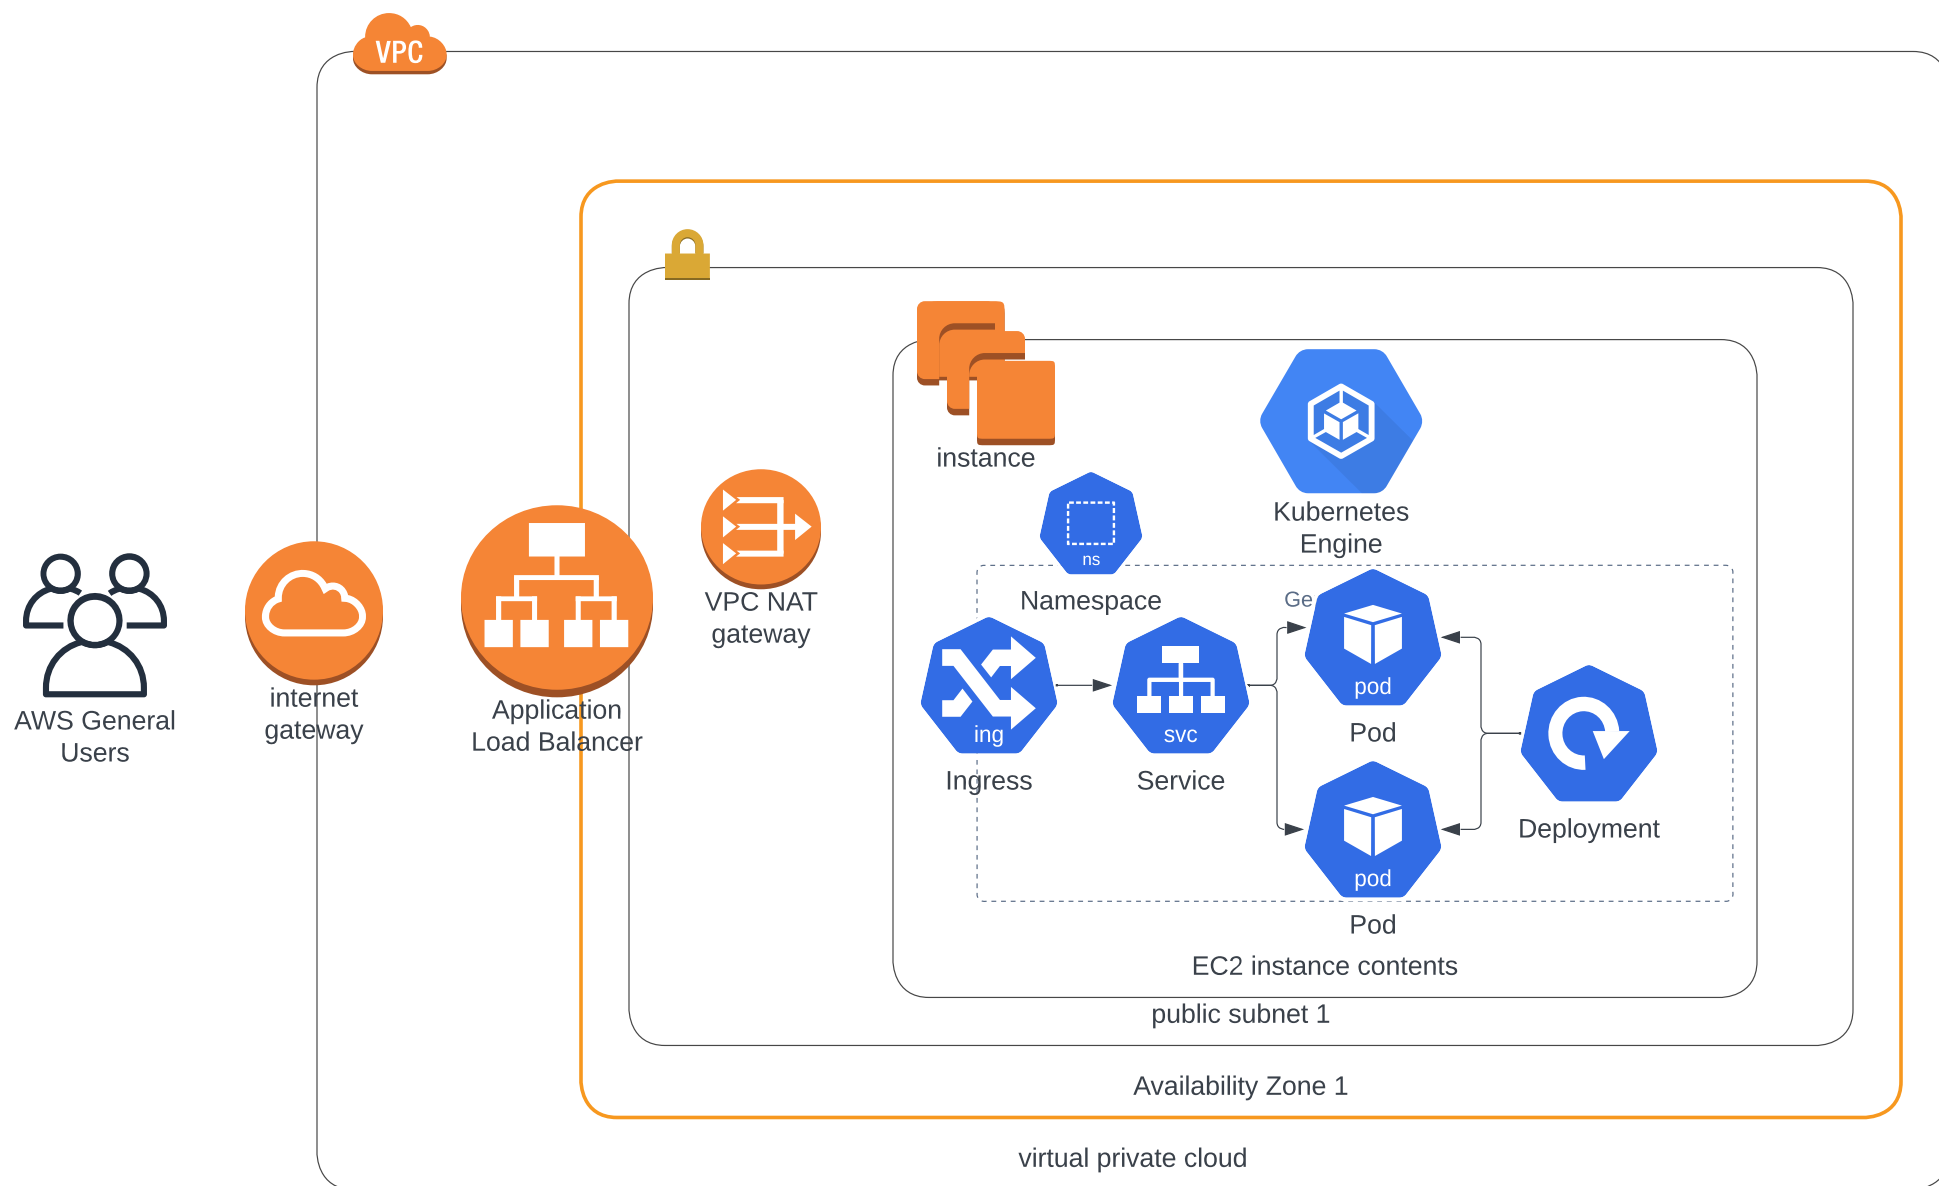 VPC
instance
Kubernetes
Engine
ns
Namespace
VPC NAT
gateway
Ge
AWS General
Users
internet
gateway
Application
Load Balancer
ing
Ingress
svc
Service
pod
Pod
pod
Pod
Deployment
EC2 instance contents
public subnet 1
Availability Zone 1
virtual private cloud